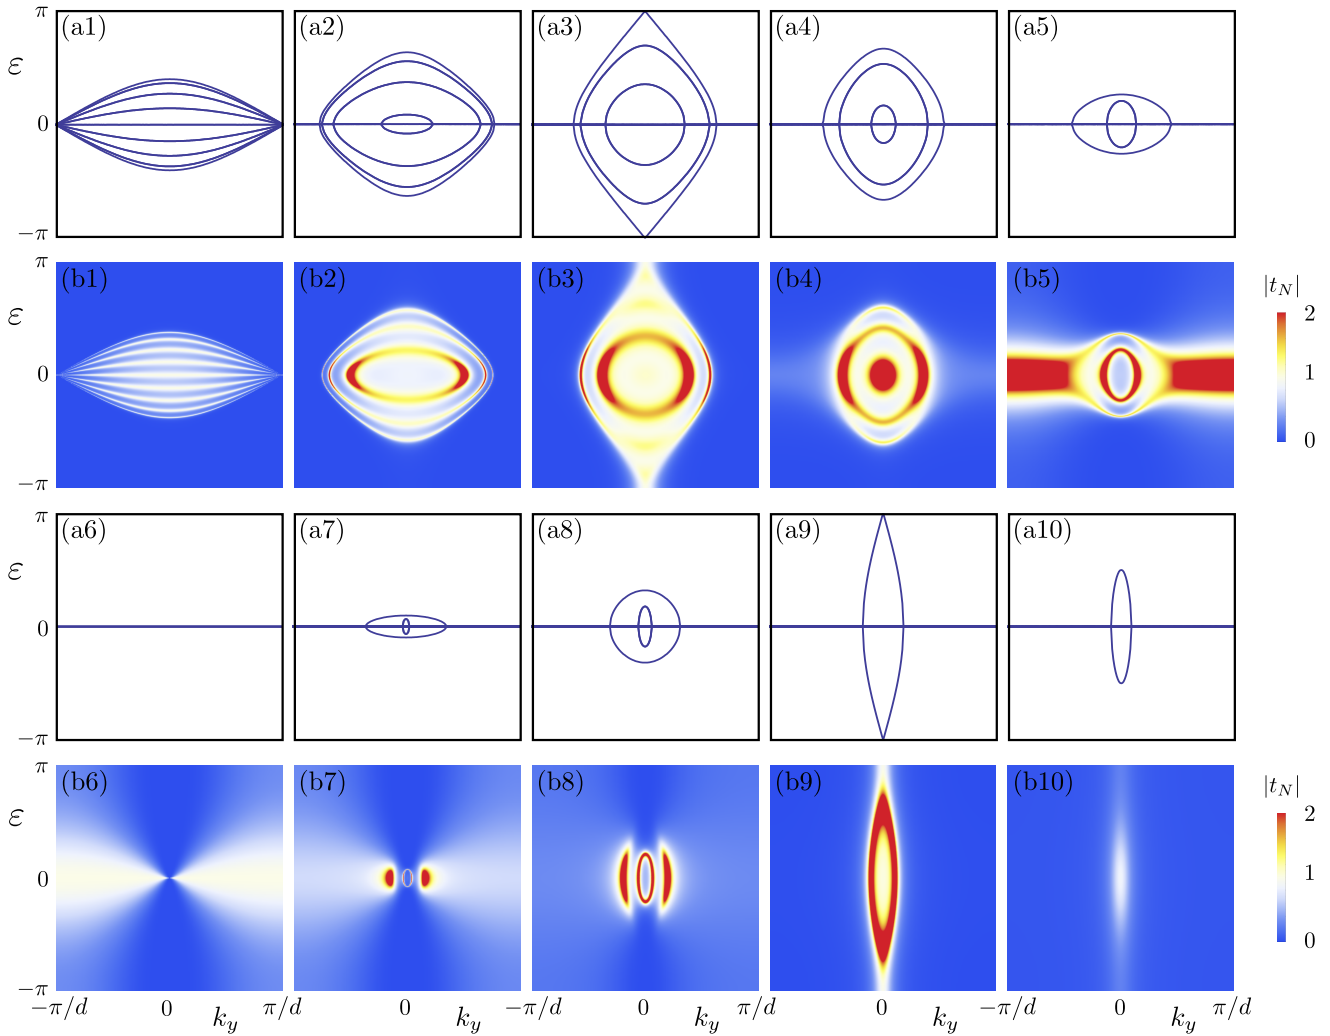 π (a1) (a2) (a3) (a4) (a5)
ε
0
−π
π (b1) (b2) (b3) (b4) (b5) |t_N|
ε 2
0 1
−π 0
π (a6) (a7) (a8) (a9) (a10)
ε
0
−π
π (b6) (b7) (b8) (b9) (b10) |t_N|
ε 2
0 1
−π 0
−π/d 0 π/d 0 −π/d 0 π/d 0 −π/d 0 π/d
k_y k_y k_y k_y k_y